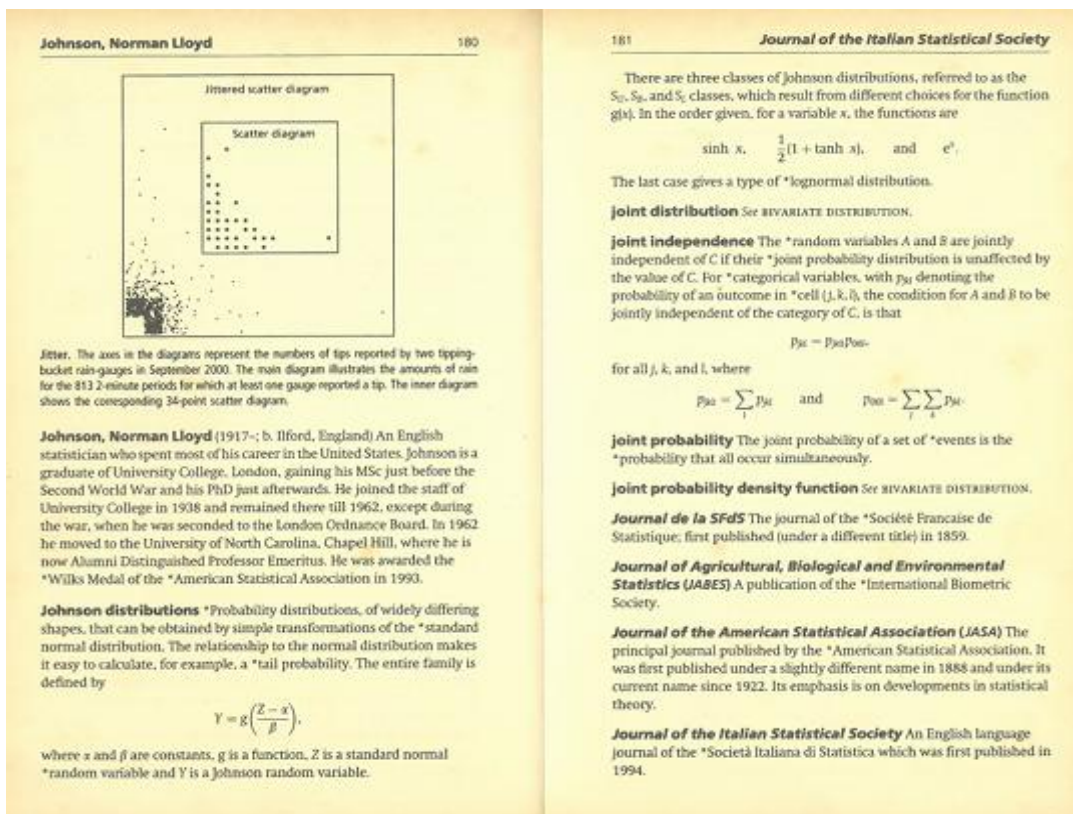 Johnson, Norman Lloyd 180
Jittered scatter diagram
Scatter diagram
Jitter. The axes in the diagrams represent the numbers of tips reported by two tipping-
bucket rain-gauges in September 2000. The main diagram illustrates the amounts of rain
for the 813 2-minute periods for which at least one gauge reported a tip. The inner diagram
shows the corresponding 34-point scatter diagram.
Johnson, Norman Lloyd (1917–; b. Ilford, England) An English
statistician who spent most of his career in the United States. Johnson is a
graduate of University College, London, gaining his MSc just before the
Second World War and his PhD just afterwards. He joined the staff of
University College in 1938 and remained there till 1962, except during
the war, when he was seconded to the London Ordnance Board. In 1962
he moved to the University of North Carolina, Chapel Hill, where he is
now Alumni Distinguished Professor Emeritus. He was awarded the
*Wilks Medal of the *American Statistical Association in 1993.
Johnson distributions *Probability distributions, of widely differing
shapes, that can be obtained by simple transformations of the *standard
normal distribution. The relationship to the normal distribution makes
it easy to calculate, for example, a *tail probability. The entire family is
defined by
Y = g((Z − α)/β),
where α and β are constants, g is a function, Z is a standard normal
*random variable and Y is a Johnson random variable.
181 Journal of the Italian Statistical Society
There are three classes of Johnson distributions, referred to as the
S_U, S_B, and S_L classes, which result from different choices for the function
g(x). In the order given, for a variable x, the functions are
sinh x, 1/2(1 + tanh x), and e^x.
The last case gives a type of *lognormal distribution.
joint distribution See BIVARIATE DISTRIBUTION.
joint independence The *random variables A and B are jointly
independent of C if their *joint probability distribution is unaffected by
the value of C. For *categorical variables, with p_jkl denoting the
probability of an outcome in *cell (j, k, l), the condition for A and B to be
jointly independent of the category of C, is that
p_jkl = p_jk0 p_00l,
for all j, k, and l, where
p_jk0 = ∑_l p_jkl and p_00l = ∑_j ∑_k p_jkl.
joint probability The joint probability of a set of *events is the
*probability that all occur simultaneously.
joint probability density function See BIVARIATE DISTRIBUTION.
Journal de la SFdS The journal of the *Société Francaise de
Statistique; first published (under a different title) in 1859.
Journal of Agricultural, Biological and Environmental
Statistics (JABES) A publication of the *International Biometric
Society.
Journal of the American Statistical Association (JASA) The
principal journal published by the *American Statistical Association. It
was first published under a slightly different name in 1888 and under its
current name since 1922. Its emphasis is on developments in statistical
theory.
Journal of the Italian Statistical Society An English language
journal of the *Società Italiana di Statistica which was first published in
1994.